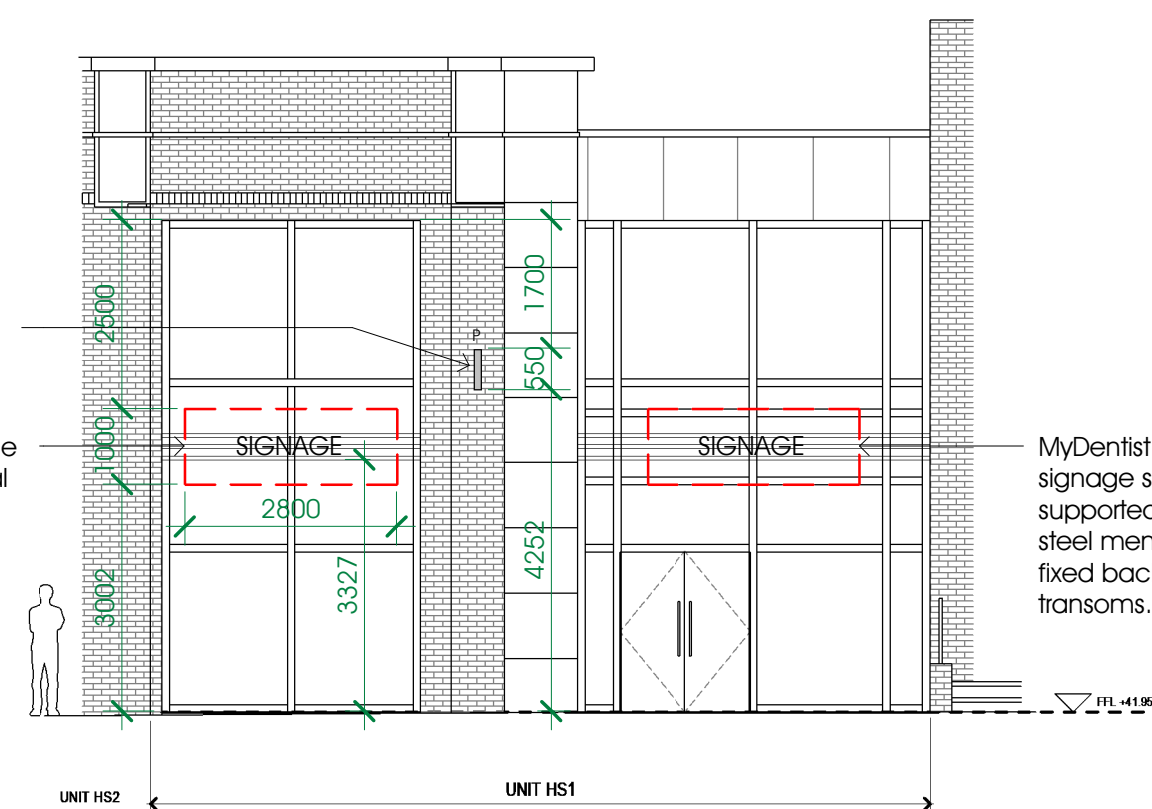 2500
1700
P
550
1000
SIGNAGE
SIGNAGE
MyDentist
signage s
supported
steel mem
fixed bac
transoms.
e
al
2800
4252
3002
3327
FFL +41.95
UNIT HS2
UNIT HS1